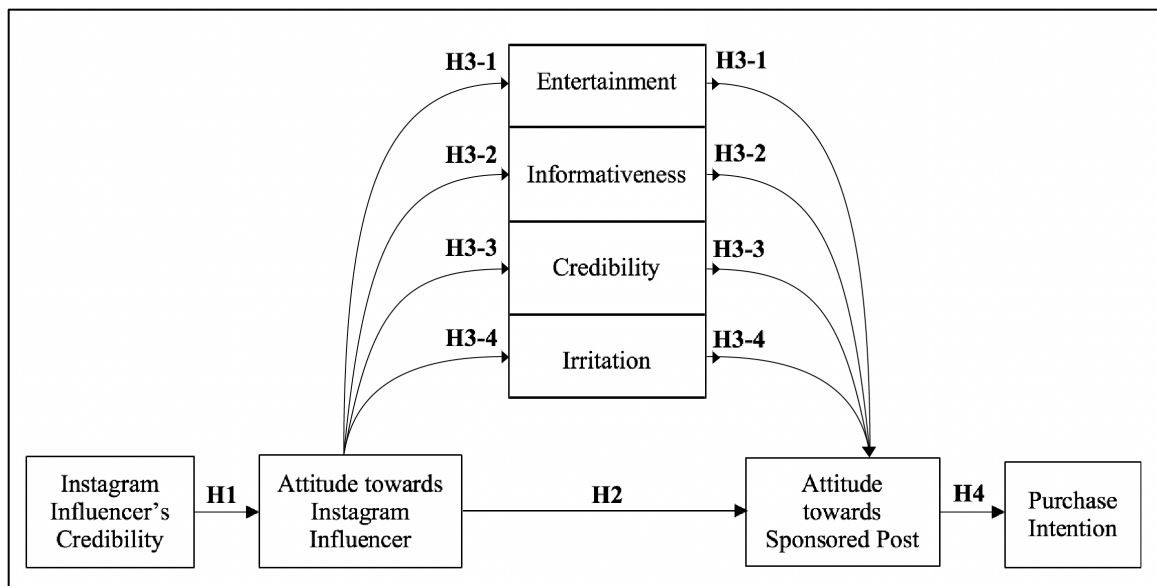 H3-1
Entertainment
H3-1
H3-2
Informativeness
H3-2
H3-3
Credibility
H3-3
H3-4
Irritation
H3-4
Instagram
Influencer's
Credibility
H1
Attitude towards
Instagram
Influencer
H2
Attitude
towards
Sponsored Post
H4
Purchase
Intention